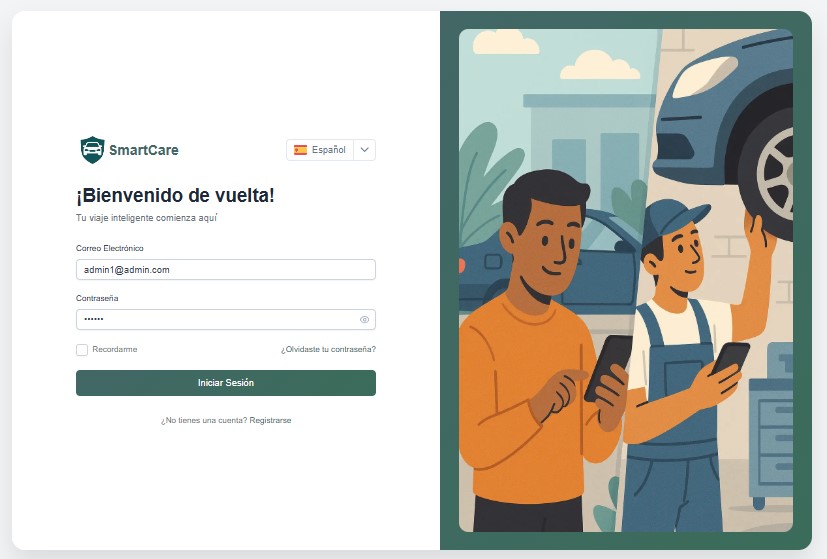 SmartCare
Español
¡Bienvenido de vuelta!
Tu viaje inteligente comienza aquí
Correo Electrónico
admin1@admin.com
Contraseña
••••••
Recordarme
¿Olvidaste tu contraseña?
Iniciar Sesión
¿No tienes una cuenta? Registrarse